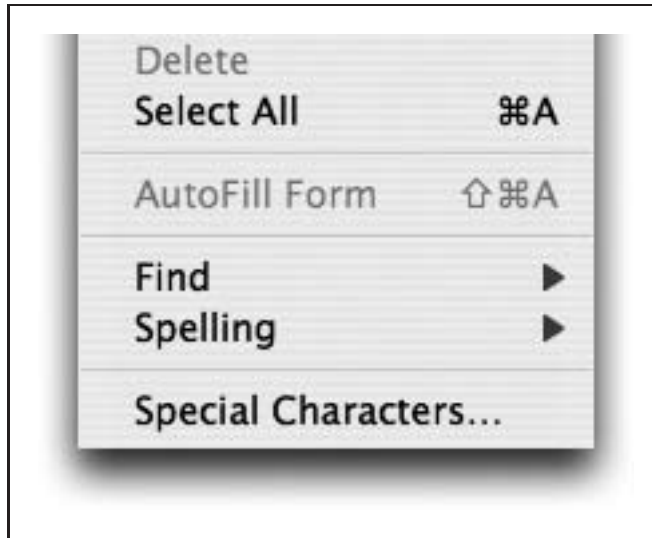 Delete
Select All ⌘A
AutoFill Form ⇧⌘A
Find ▶
Spelling ▶
Special Characters...